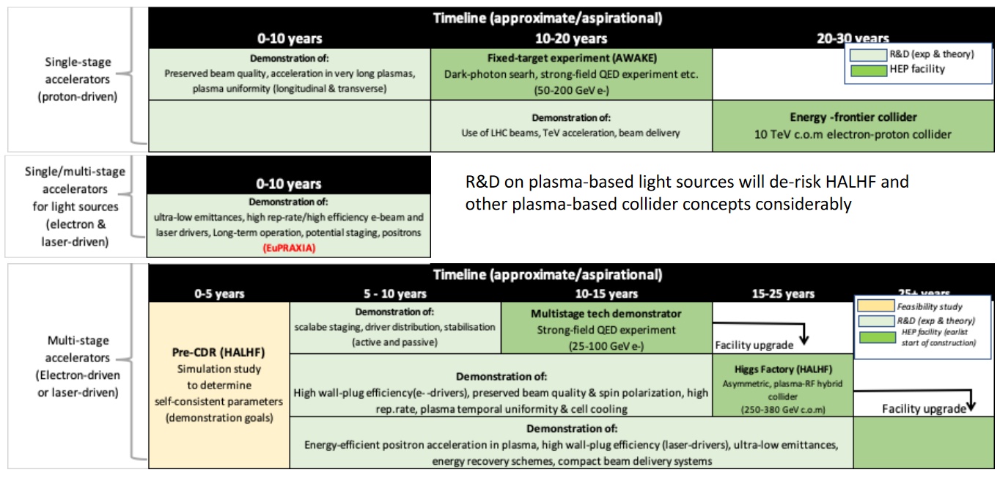 Timeline (approximate/aspirational)
0-10 years
10-20 years
20-30 years
Single-stage
accelerators
(proton-driven)
Demonstration of:
Preserved beam quality, acceleration in very long plasmas,
plasma uniformity (longitudinal & transverse)
Fixed-target experiment (AWAKE)
Dark-photon searh, strong-field QED experiment etc.
(50-200 GeV e-)
R&D (exp & theory)
HEP facility
Demonstration of:
Use of LHC beams, TeV acceleration, beam delivery
Energy -frontier collider
10 TeV c.o.m electron-proton collider
Single/multi-stage
accelerators
for light sources
(electron &
laser-driven)
0-10 years
Demonstration of:
ultra-low emittances, high rep-rate/high efficiency e-beam and
laser drivers, Long-term operation, potential staging, positrons
(EuPRAXIA)
R&D on plasma-based light sources will de-risk HALHF and
other plasma-based collider concepts considerably
Timeline (approximate/aspirational)
0-5 years
5 - 10 years
10-15 years
15-25 years
25+ years
Multi-stage
accelerators
(Electron-driven
or laser-driven)
Pre-CDR (HALHF)
Simulation study
to determine
self-consistent parameters
(demonstration goals)
Demonstration of:
scalabe staging, driver distribution, stabilisation
(active and passive)
Multistage tech demonstrator
Strong-field QED experiment
(25-100 GeV e-)
Facility upgrade
Feasibility study
R&D (exp & theory)
HEP facility (earlist
start of construction)
Demonstration of:
High wall-plug efficiency(e- -drivers), preserved beam quality & spin polarization, high
rep.rate, plasma temporal uniformity & cell cooling
Higgs Factory (HALHF)
Asymmetric, plasma-RF hybrid
collider
(250-380 GeV c.o.m)
Facility upgrade
Demonstration of:
Energy-efficient positron acceleration in plasma, high wall-plug efficiency (laser-drivers), ultra-low emittances,
energy recovery schemes, compact beam delivery systems